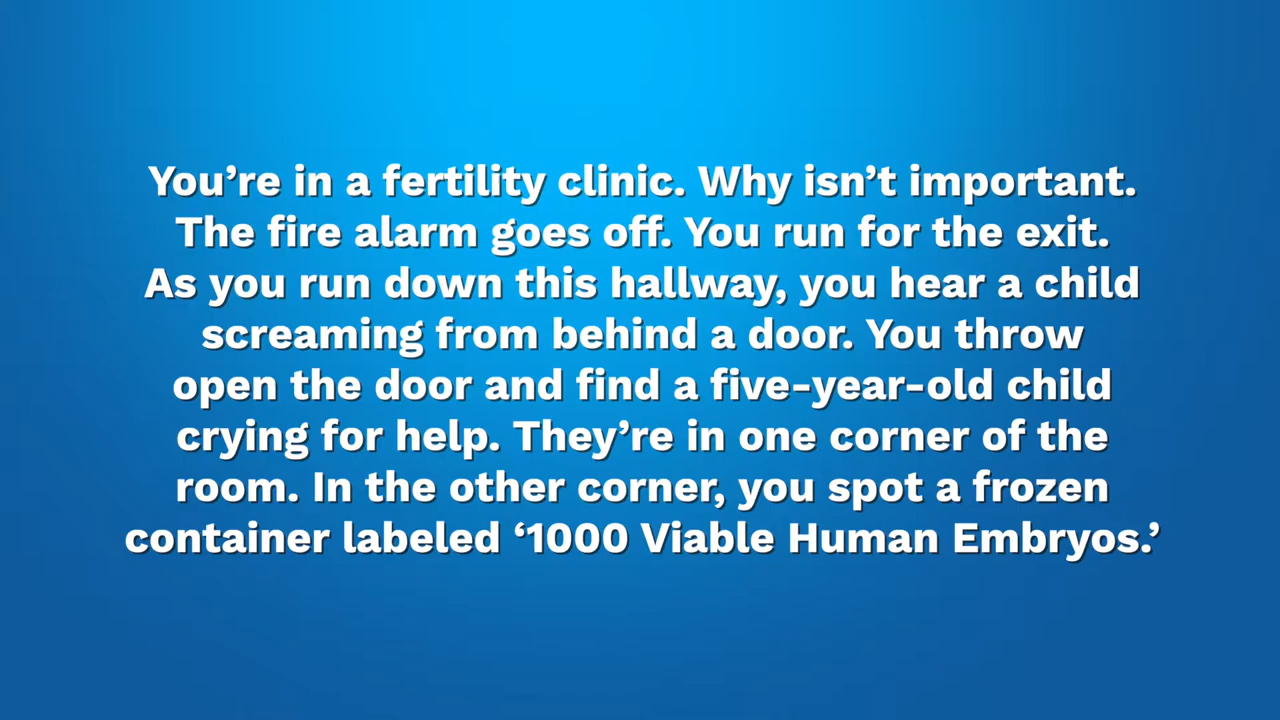 You’re in a fertility clinic. Why isn’t important.
The fire alarm goes off. You run for the exit.
As you run down this hallway, you hear a child
screaming from behind a door. You throw
open the door and find a five-year-old child
crying for help. They’re in one corner of the
room. In the other corner, you spot a frozen
container labeled ‘1000 Viable Human Embryos.’